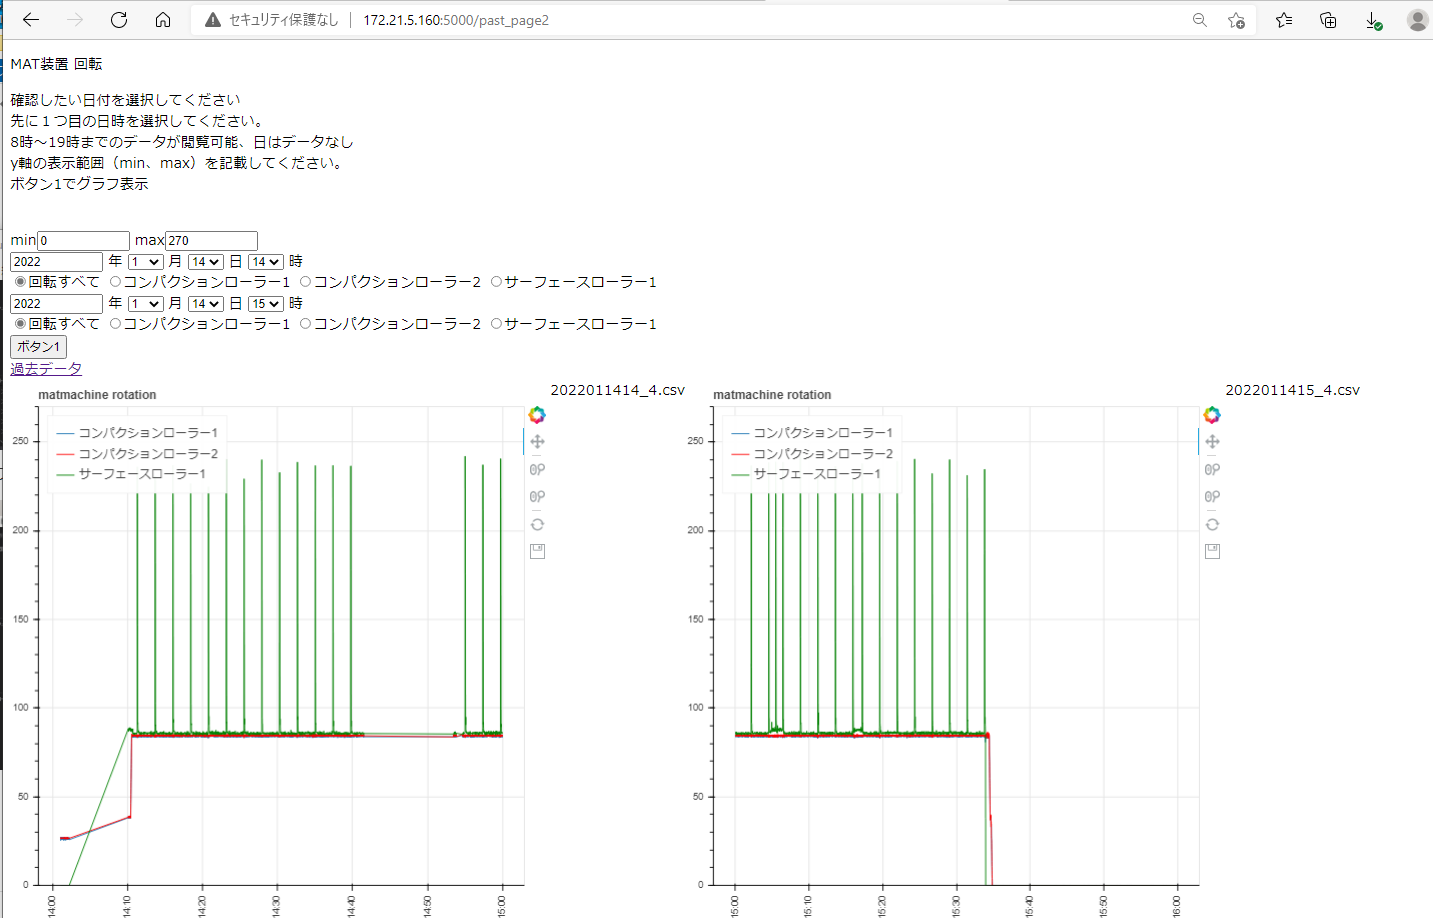 セキュリティ保護なし | 172.21.5.160:5000/past_page2
MAT装置 回転
確認したい日付を選択してください
先に１つ目の日時を選択してください。
8時～19時までのデータが閲覧可能、日はデータなし
y軸の表示範囲（min、max）を記載してください。
ボタン1でグラフ表示
min 0 max 270
2022 年 1 月 14 日 14 時
回転すべて コンパクションローラー1 コンパクションローラー2 サーフェースローラー1
2022 年 1 月 14 日 15 時
回転すべて コンパクションローラー1 コンパクションローラー2 サーフェースローラー1
ボタン1
過去データ
matmachine rotation
2022011414_4.csv
コンパクションローラー1
コンパクションローラー2
サーフェースローラー1
250
200
150
100
50
0
14:00 14:10 14:20 14:30 14:40 14:50 15:00
matmachine rotation
2022011415_4.csv
コンパクションローラー1
コンパクションローラー2
サーフェースローラー1
250
200
150
100
50
0
15:00 15:10 15:20 15:30 15:40 15:50 16:00